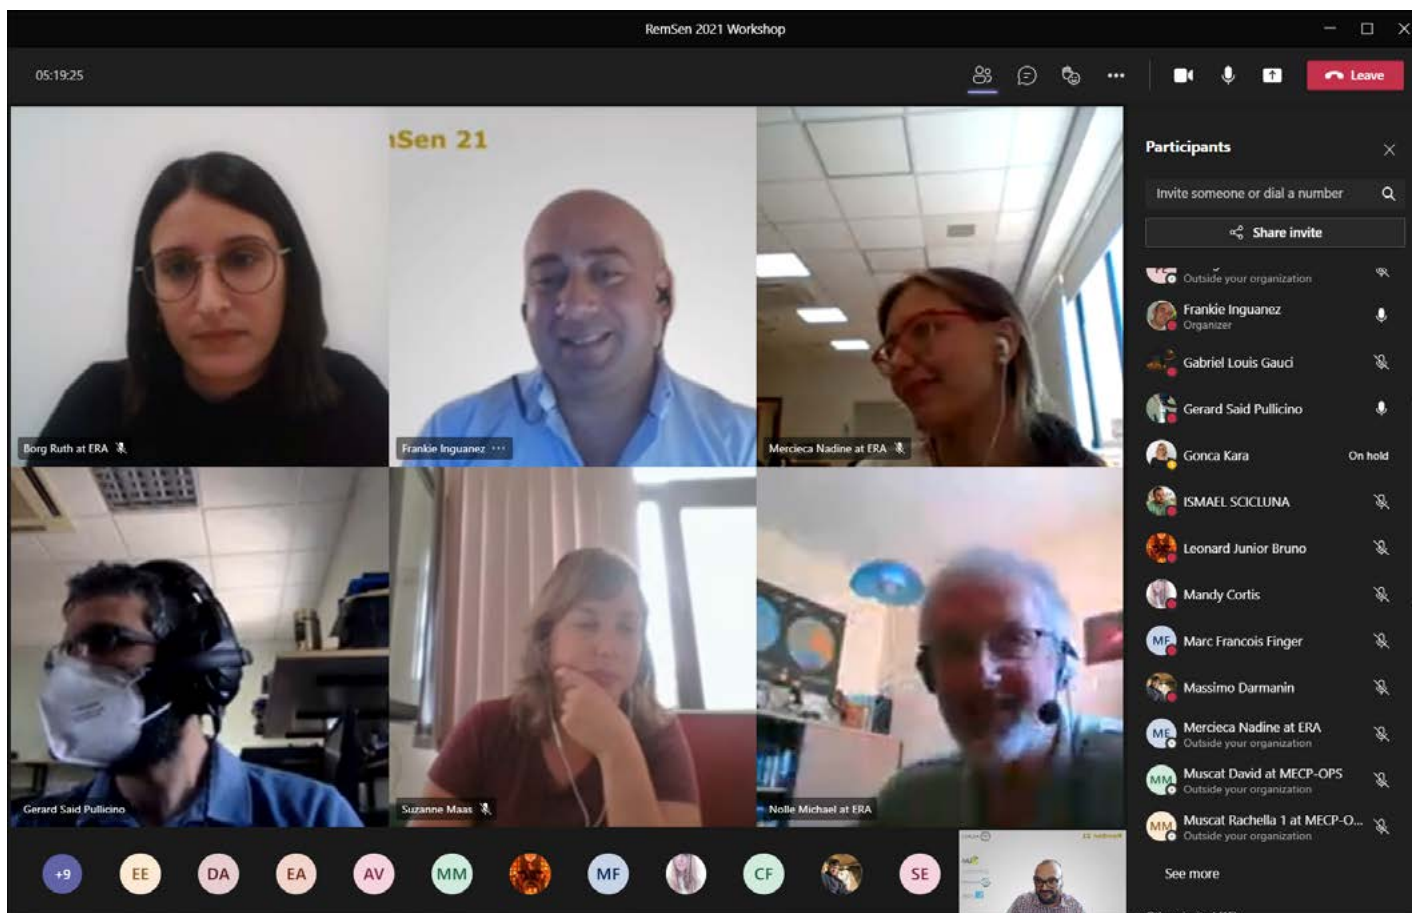 RemSen 2021 Workshop
05:19:25
Leave
Sen 21
Borg Ruth at ERA
Frankie Inguanez ...
Mercieca Nadine at ERA
Gerard Said Pullicino
Suzanne Maas
Nolle Michael at ERA
+9
EE
DA
EA
AV
MM
MF
CF
SE
Participants
Invite someone or dial a number
Share invite
Outside your organization
Frankie Inguanez
Organizer
Gabriel Louis Gauci
Gerard Said Pullicino
Gonca Kara
On hold
ISMAEL SCICLUNA
Leonard Junior Bruno
Mandy Cortis
MF
Marc Francois Finger
Massimo Darmanin
ME
Mercieca Nadine at ERA
Outside your organization
MM
Muscat David at MECP-OPS
Outside your organization
MM
Muscat Rachella 1 at MECP-O...
Outside your organization
See more